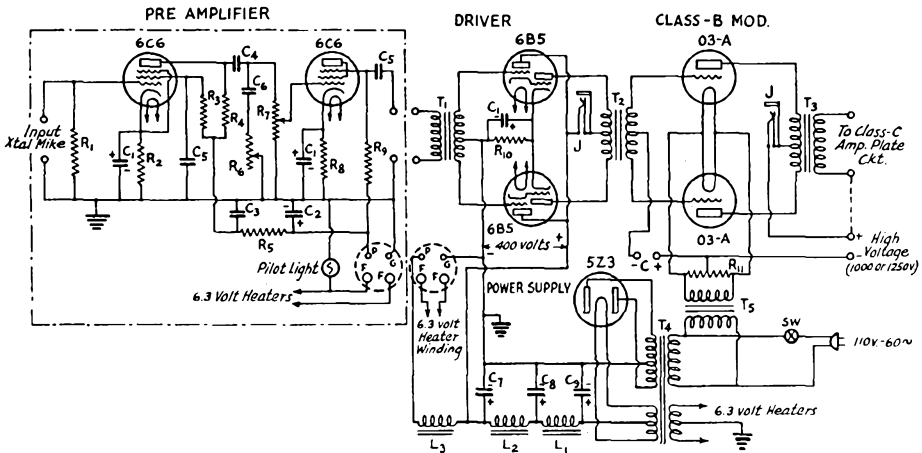 PRE AMPLIFIER
DRIVER
CLASS-B MOD.
6C6
6C6
6B5
03-A
C4
C5
C6
R3
R4
R7
Input
Xtal Mike
R1
C1
+
-
R2
C5
R6
+
C1
-
R8
R9
T1
C1
- +
R10
J
T2
J
T3
To Class-C
Amp. Plate
Ckt.
C3
-
C2
+
R5
6B5
03-A
+
400 volts
-
-C+
R11
+ High
- Voltage
(1000 or 1250V)
Pilot Light
P
G
F
F
G
F
F
6.3 Volt Heaters
6.3 volt
Heater
Winding
POWER SUPPLY
5Z3
T5
T4
SW
110V.-60~
C7
+
-
C8
+
C9
-
+
6.3 volt Heaters
L3
L2
L1